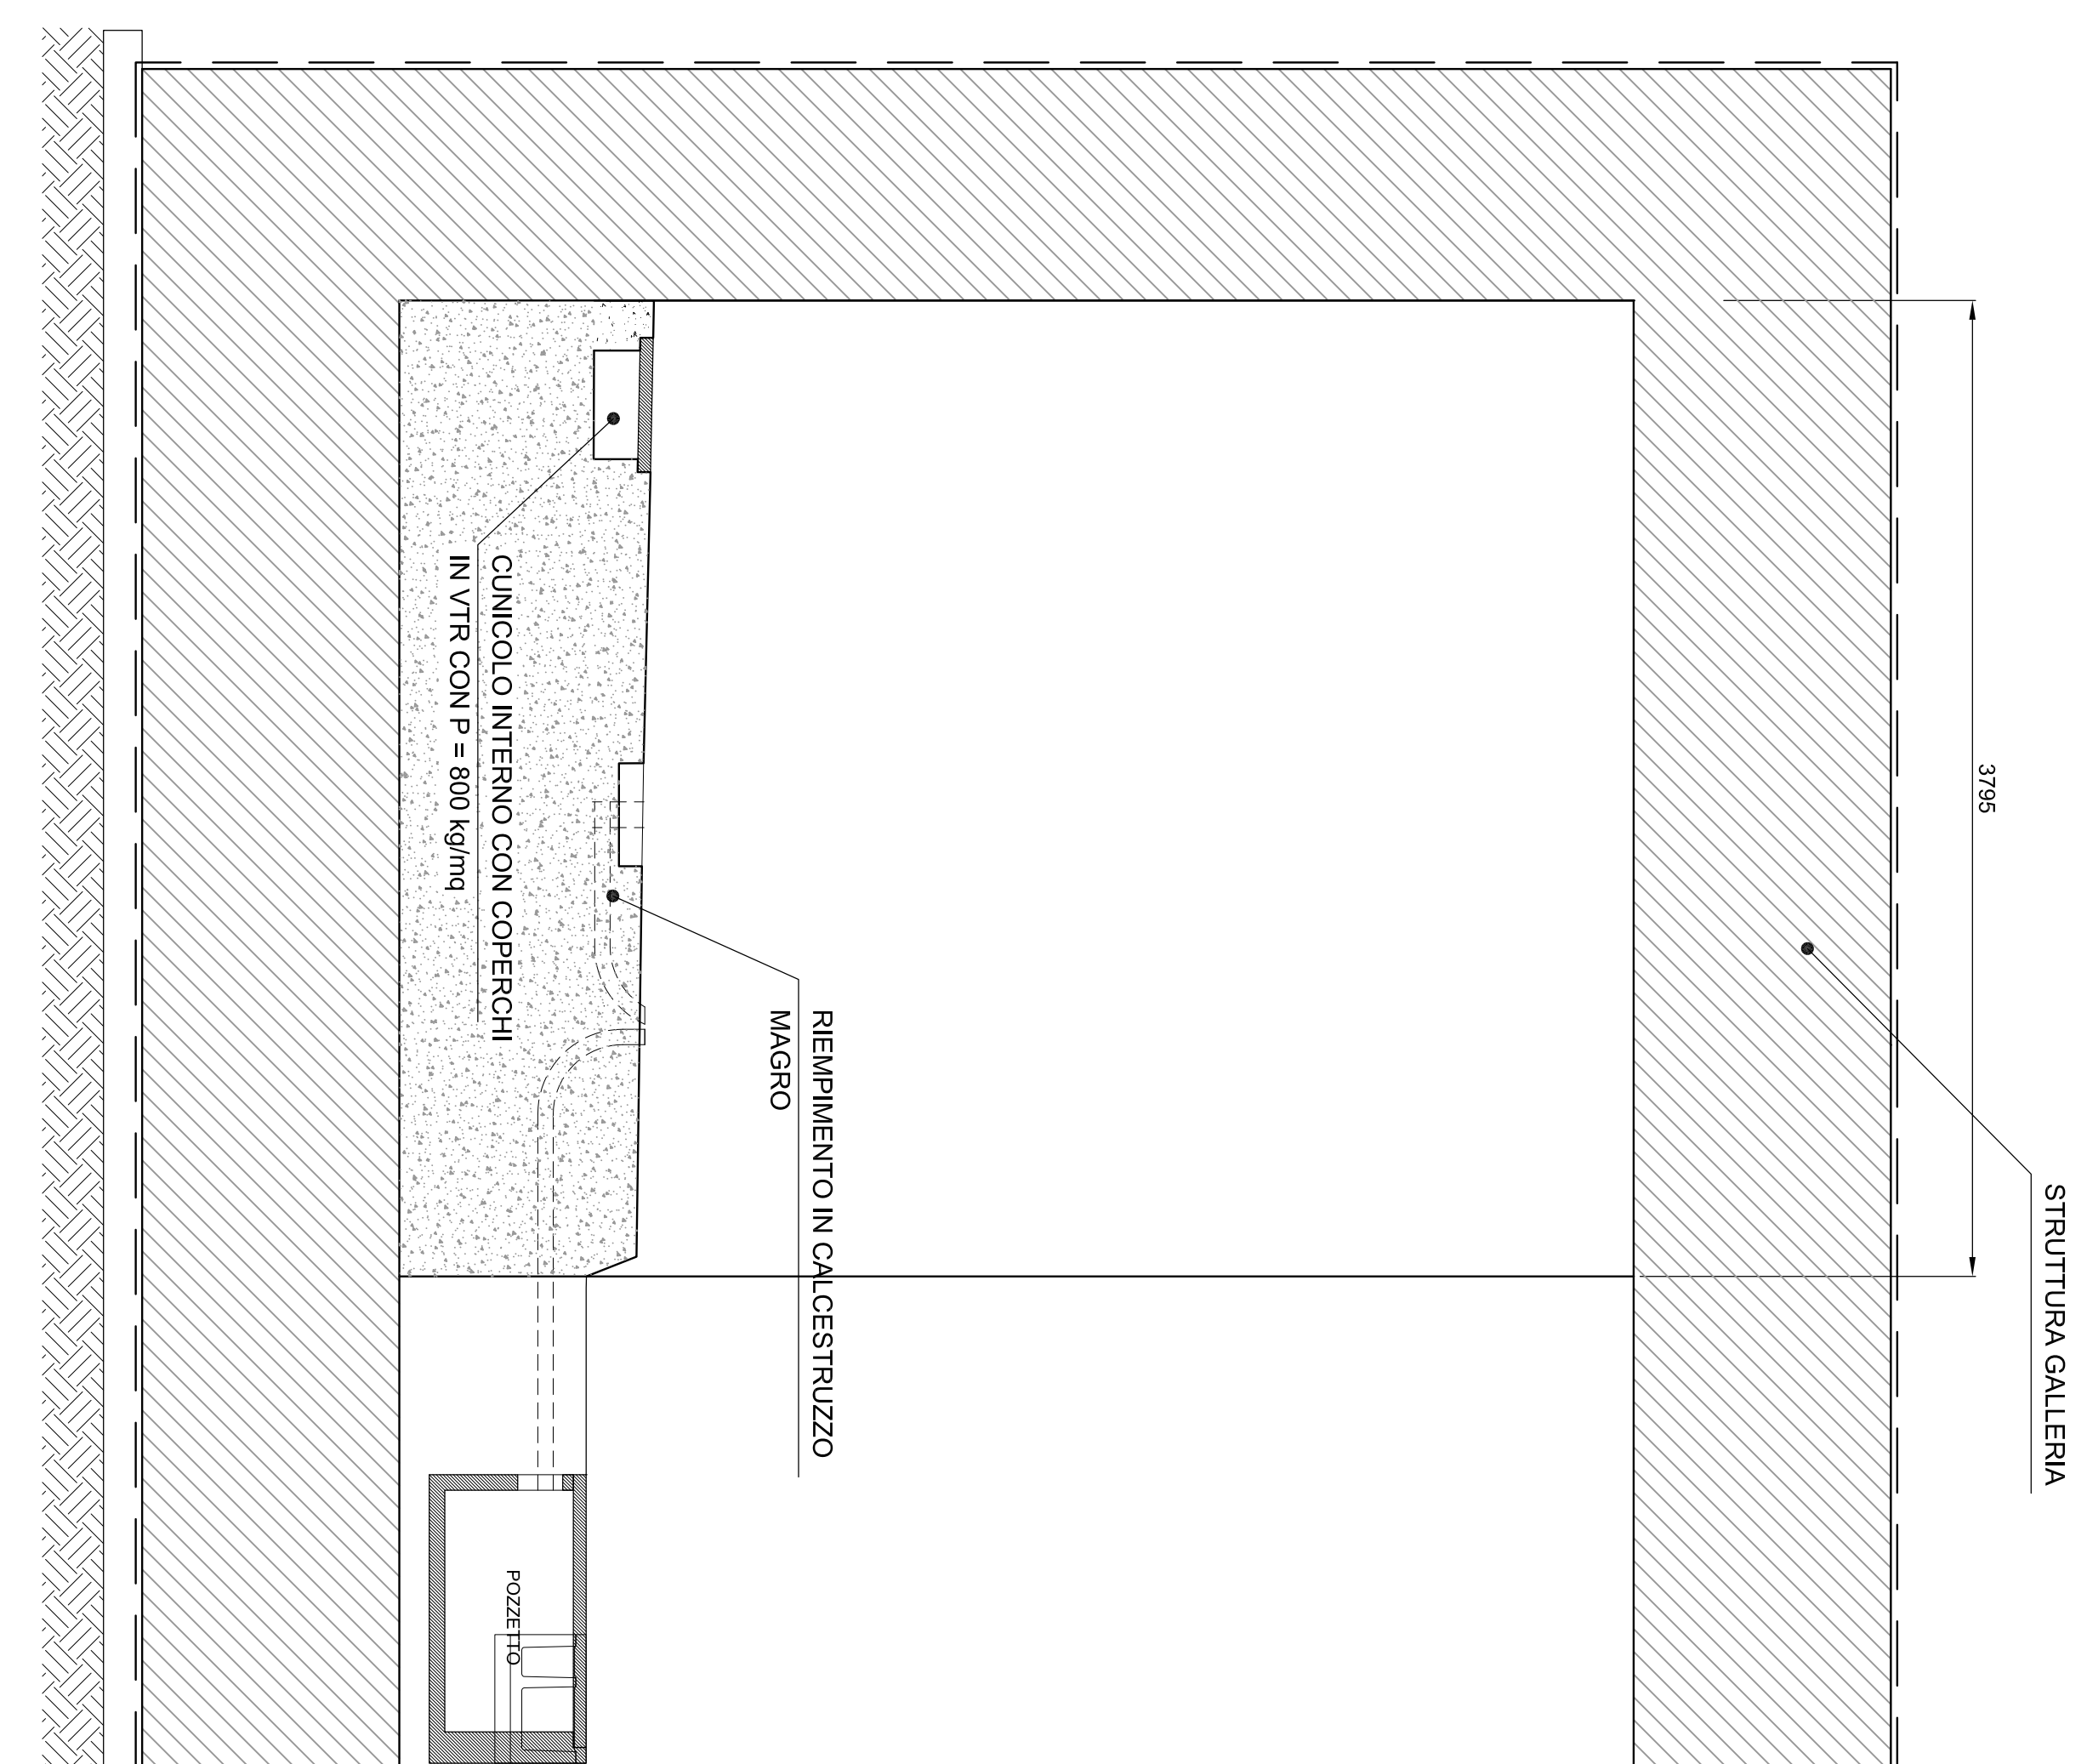 STRUTTURA GALLERIA
3795
RIEMPIMENTO IN CALCESTRUZZO
MAGRO
CUNICOLO INTERNO CON COPERCHI
IN VTR CON P = 800 kg/mq
POZZETTO